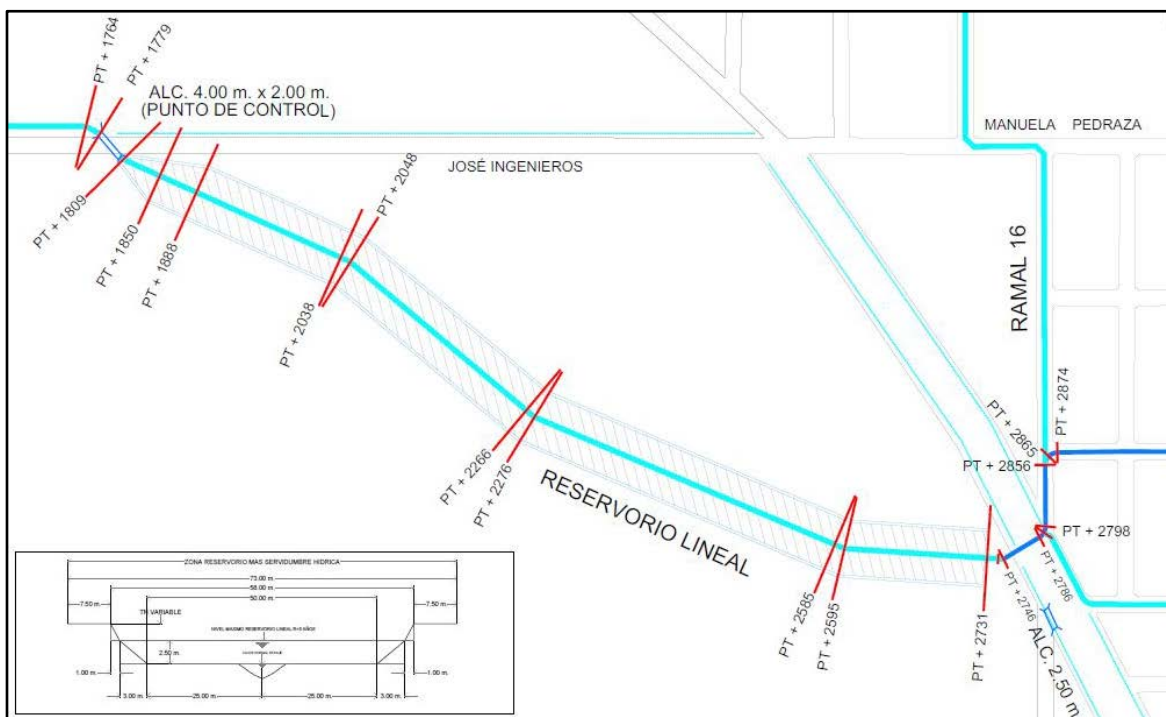 PT + 1764
PT + 1779
ALC. 4.00 m. x 2.00 m.
(PUNTO DE CONTROL)
MANUELA PEDRAZA
JOSÉ INGENIEROS
PT + 2048
PT + 1809
PT + 1850
PT + 1888
PT + 2038
RAMAL 16
PT + 2874
PT + 2865
PT + 2856
PT + 2266
PT + 2276
RESERVORIO LINEAL
PT + 2798
PT + 2786
PT + 2585
PT + 2595
PT + 2731
PT + 2746
ALC. 2.50 m
ZONA RESERVORIO MAS SERVIDUMBRE HIDRICA
73.00 m.
58.00 m.
7.50 m.
50.00 m.
7.50 m.
TN VARIABLE
2.50 m.
1.00 m.
1.00 m.
3.00 m.
25.00 m.
25.00 m.
3.00 m.